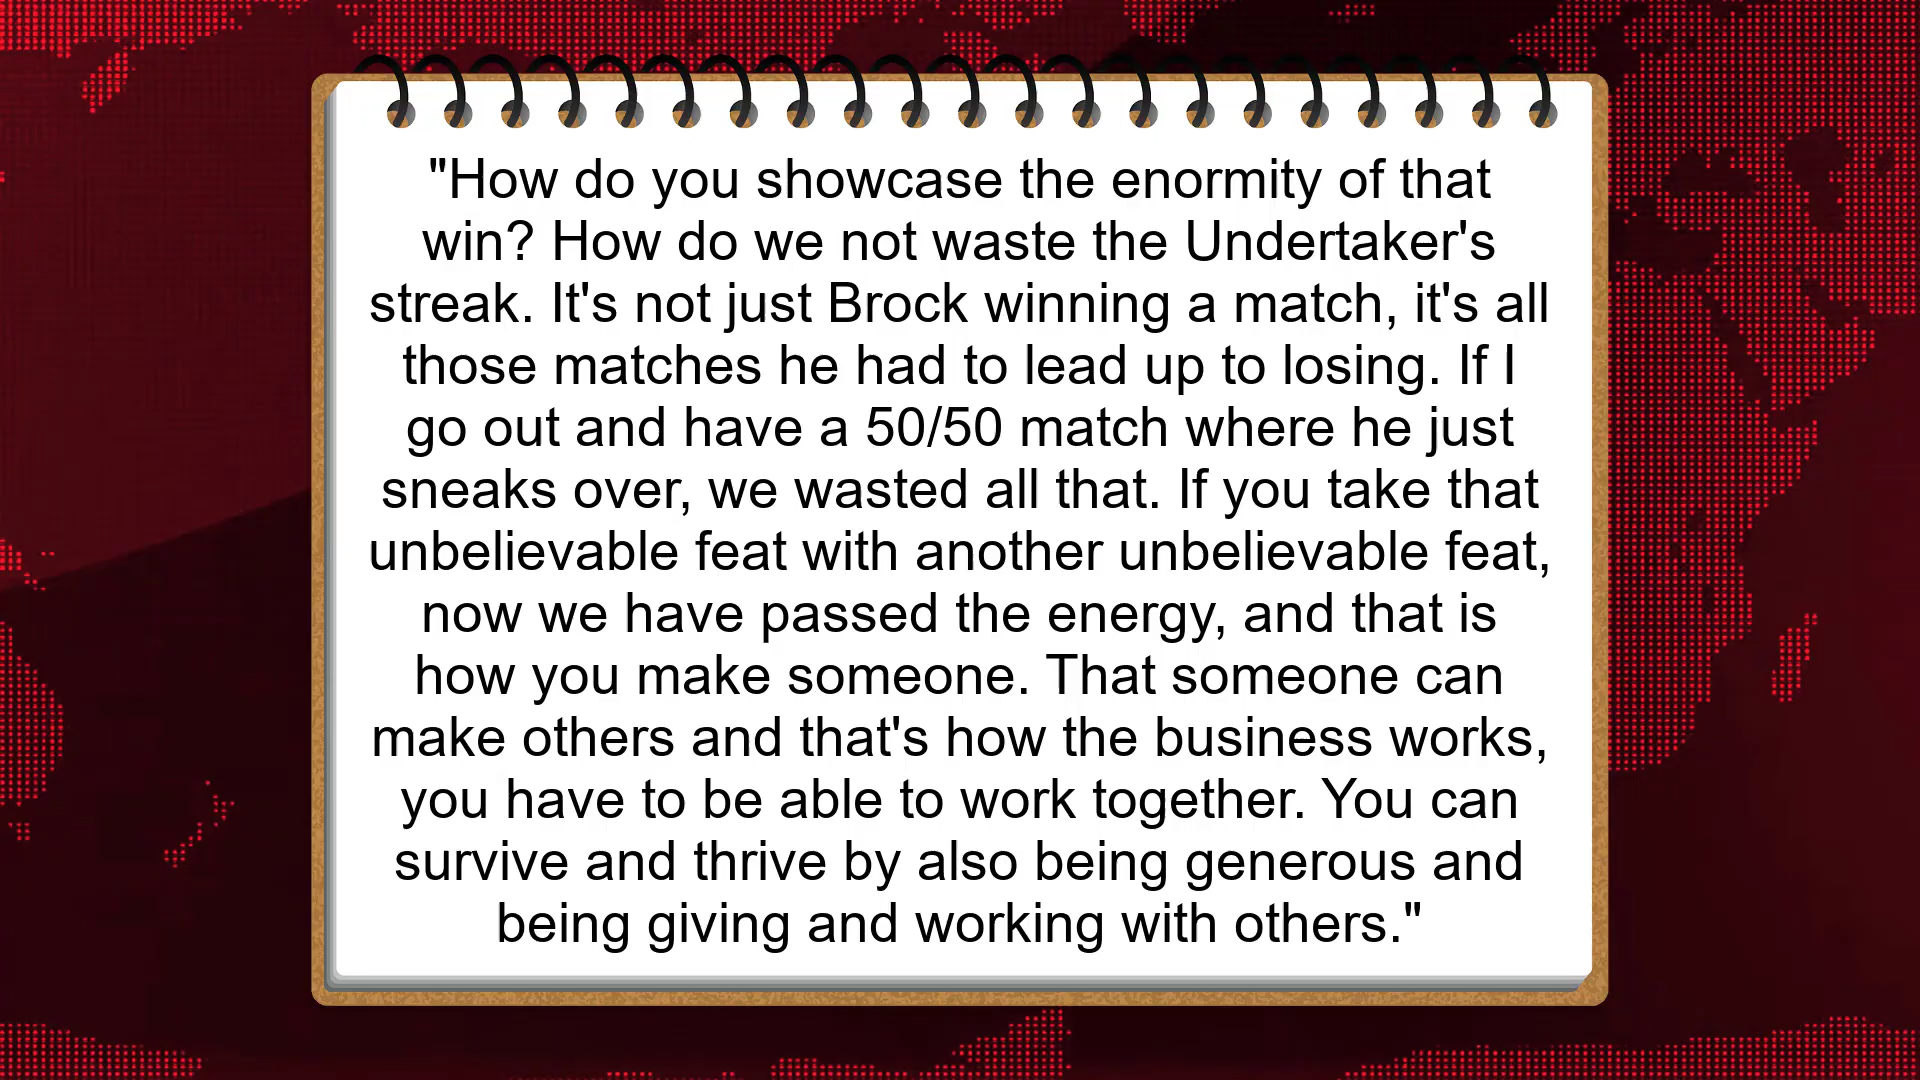 "How do you showcase the enormity of that
win? How do we not waste the Undertaker's
streak. It's not just Brock winning a match, it's all
those matches he had to lead up to losing. If I
go out and have a 50/50 match where he just
sneaks over, we wasted all that. If you take that
unbelievable feat with another unbelievable feat,
now we have passed the energy, and that is
how you make someone. That someone can
make others and that's how the business works,
you have to be able to work together. You can
survive and thrive by also being generous and
being giving and working with others."